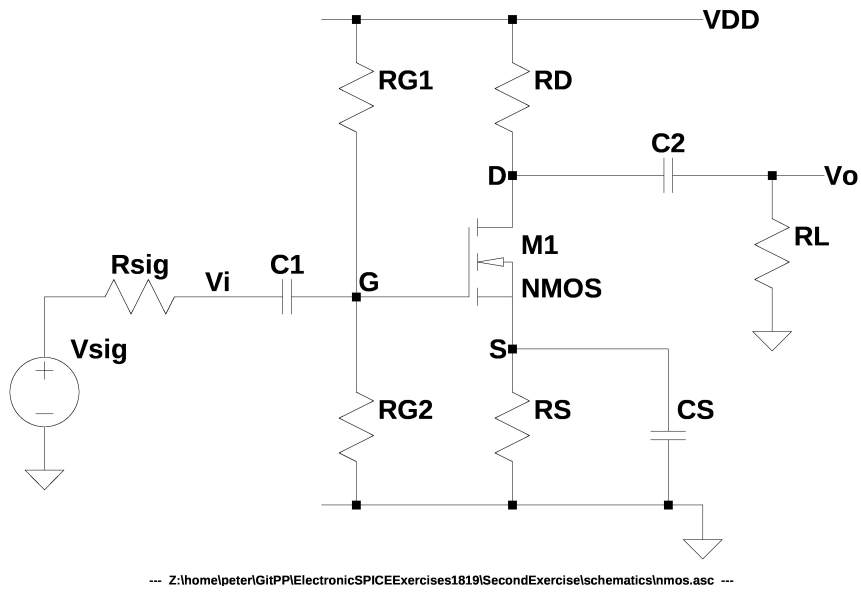 VDD
RG1
RD
C2
D
Vo
RL
M1
Rsig
Vi
C1
G
NMOS
Vsig
S
RG2
RS
CS
--- Z:\home\peter\GitPP\ElectronicSPICEExercises1819\SecondExercise\schematics\nmos.asc ---